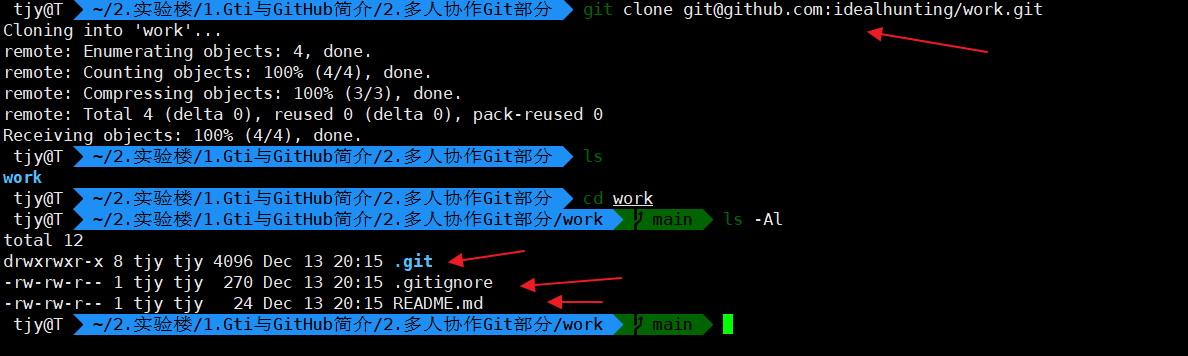 tjy@T ~/2.实验楼/1.Gti与GitHub简介/2.多人协作Git部分 git clone git@github.com:idealhunting/work.git
Cloning into 'work'...
remote: Enumerating objects: 4, done.
remote: Counting objects: 100% (4/4), done.
remote: Compressing objects: 100% (3/3), done.
remote: Total 4 (delta 0), reused 0 (delta 0), pack-reused 0
Receiving objects: 100% (4/4), done.
tjy@T ~/2.实验楼/1.Gti与GitHub简介/2.多人协作Git部分 ls
work
tjy@T ~/2.实验楼/1.Gti与GitHub简介/2.多人协作Git部分 cd work
tjy@T ~/2.实验楼/1.Gti与GitHub简介/2.多人协作Git部分/work main ls -Al
total 12
drwxrwxr-x 8 tjy tjy 4096 Dec 13 20:15 .git
-rw-rw-r-- 1 tjy tjy  270 Dec 13 20:15 .gitignore
-rw-rw-r-- 1 tjy tjy   24 Dec 13 20:15 README.md
tjy@T ~/2.实验楼/1.Gti与GitHub简介/2.多人协作Git部分/work main